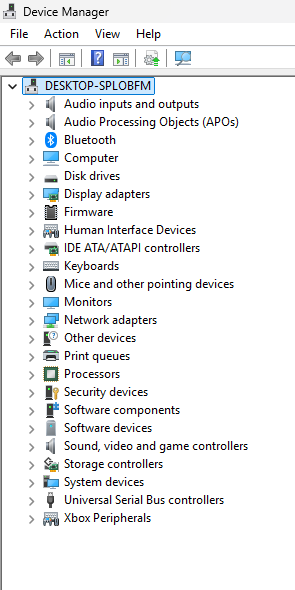 Device Manager
File Action View Help
DESKTOP-SPLOBFM
Audio inputs and outputs
Audio Processing Objects (APOs)
Bluetooth
Computer
Disk drives
Display adapters
Firmware
Human Interface Devices
IDE ATA/ATAPI controllers
Keyboards
Mice and other pointing devices
Monitors
Network adapters
Other devices
Print queues
Processors
Security devices
Software components
Software devices
Sound, video and game controllers
Storage controllers
System devices
Universal Serial Bus controllers
Xbox Peripherals